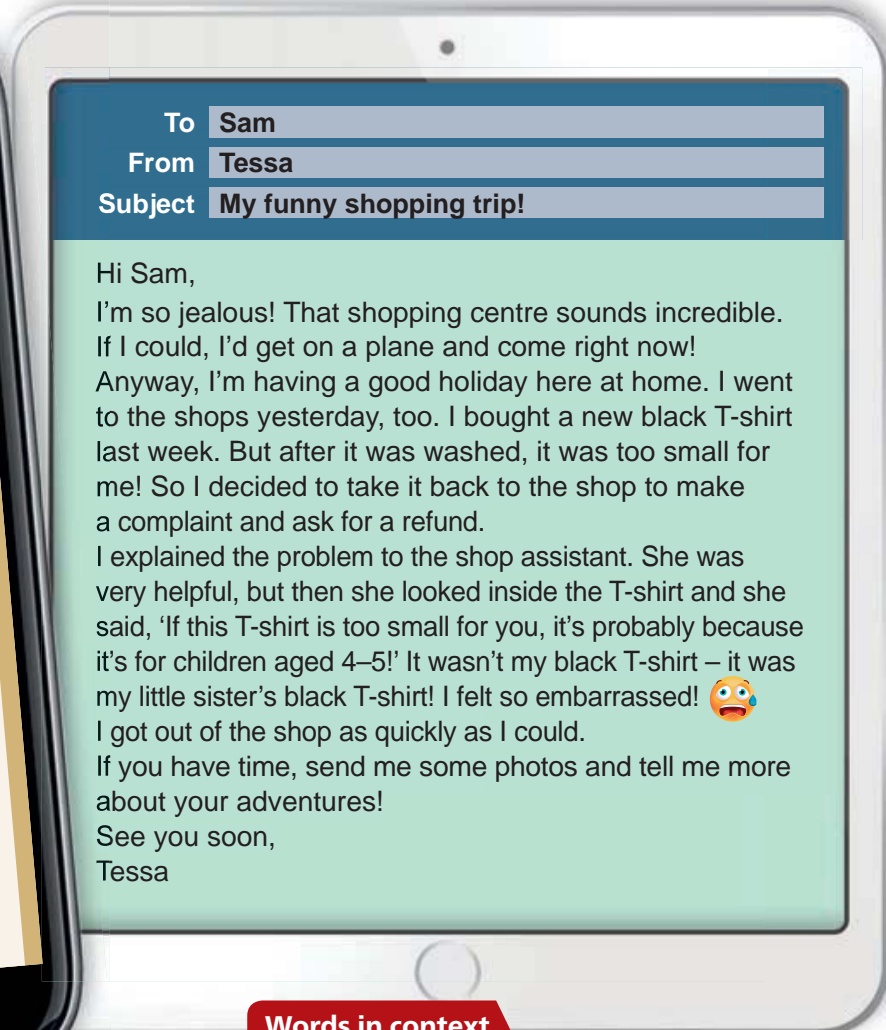 To Sam
From Tessa
Subject My funny shopping trip!
Hi Sam,
I'm so jealous! That shopping centre sounds incredible.
If I could, I'd get on a plane and come right now!
Anyway, I'm having a good holiday here at home. I went
to the shops yesterday, too. I bought a new black T-shirt
last week. But after it was washed, it was too small for
me! So I decided to take it back to the shop to make
a complaint and ask for a refund.
I explained the problem to the shop assistant. She was
very helpful, but then she looked inside the T-shirt and she
said, ‘If this T-shirt is too small for you, it's probably because
it's for children aged 4–5!’ It wasn't my black T-shirt – it was
my little sister's black T-shirt! I felt so embarrassed!
I got out of the shop as quickly as I could.
If you have time, send me some photos and tell me more
about your adventures!
See you soon,
Tessa
Words in context